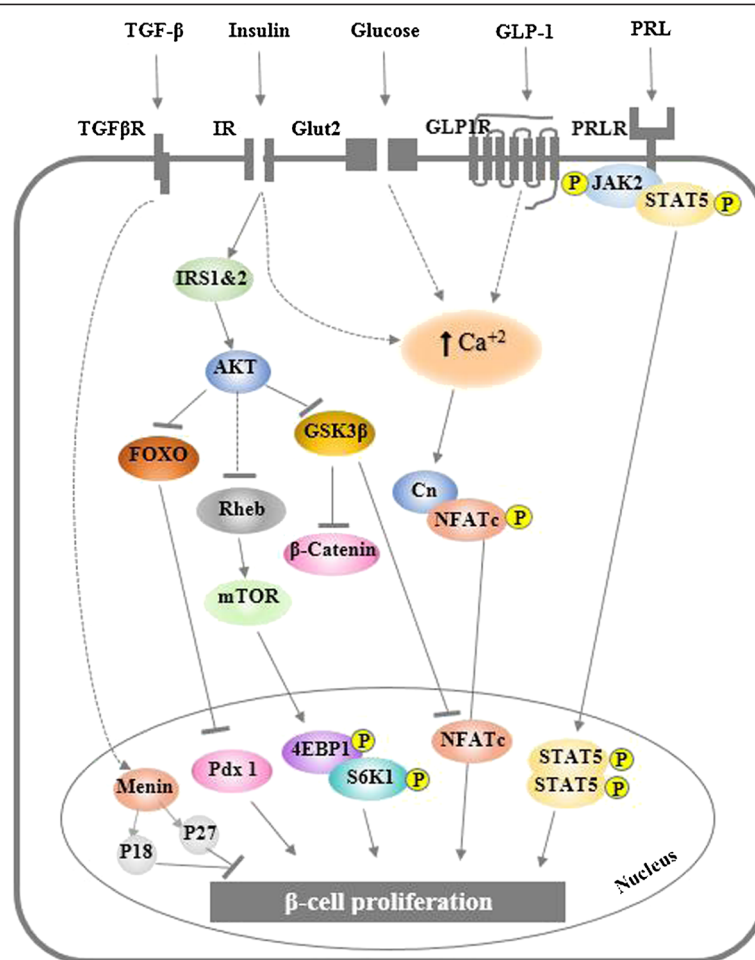 TGF-β Insulin Glucose GLP-1 PRL
TGFβR IR Glut2 GLP1R PRLR
P JAK2
STAT5 P
IRS1&2
↑ Ca+2
AKT
GSK3β
FOXO
Cn
Rheb
NFATc P
β-Catenin
mTOR
4EBP1 P
NFATc
STAT5 P
Pdx 1
S6K1 P
STAT5 P
Menin
P27
P18
Nucleus
β-cell proliferation